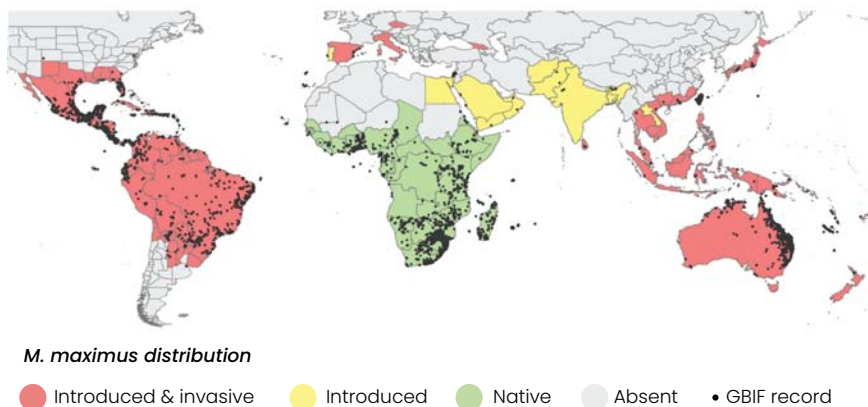 M. maximus distribution
Introduced & invasive Introduced Native Absent GBIF record